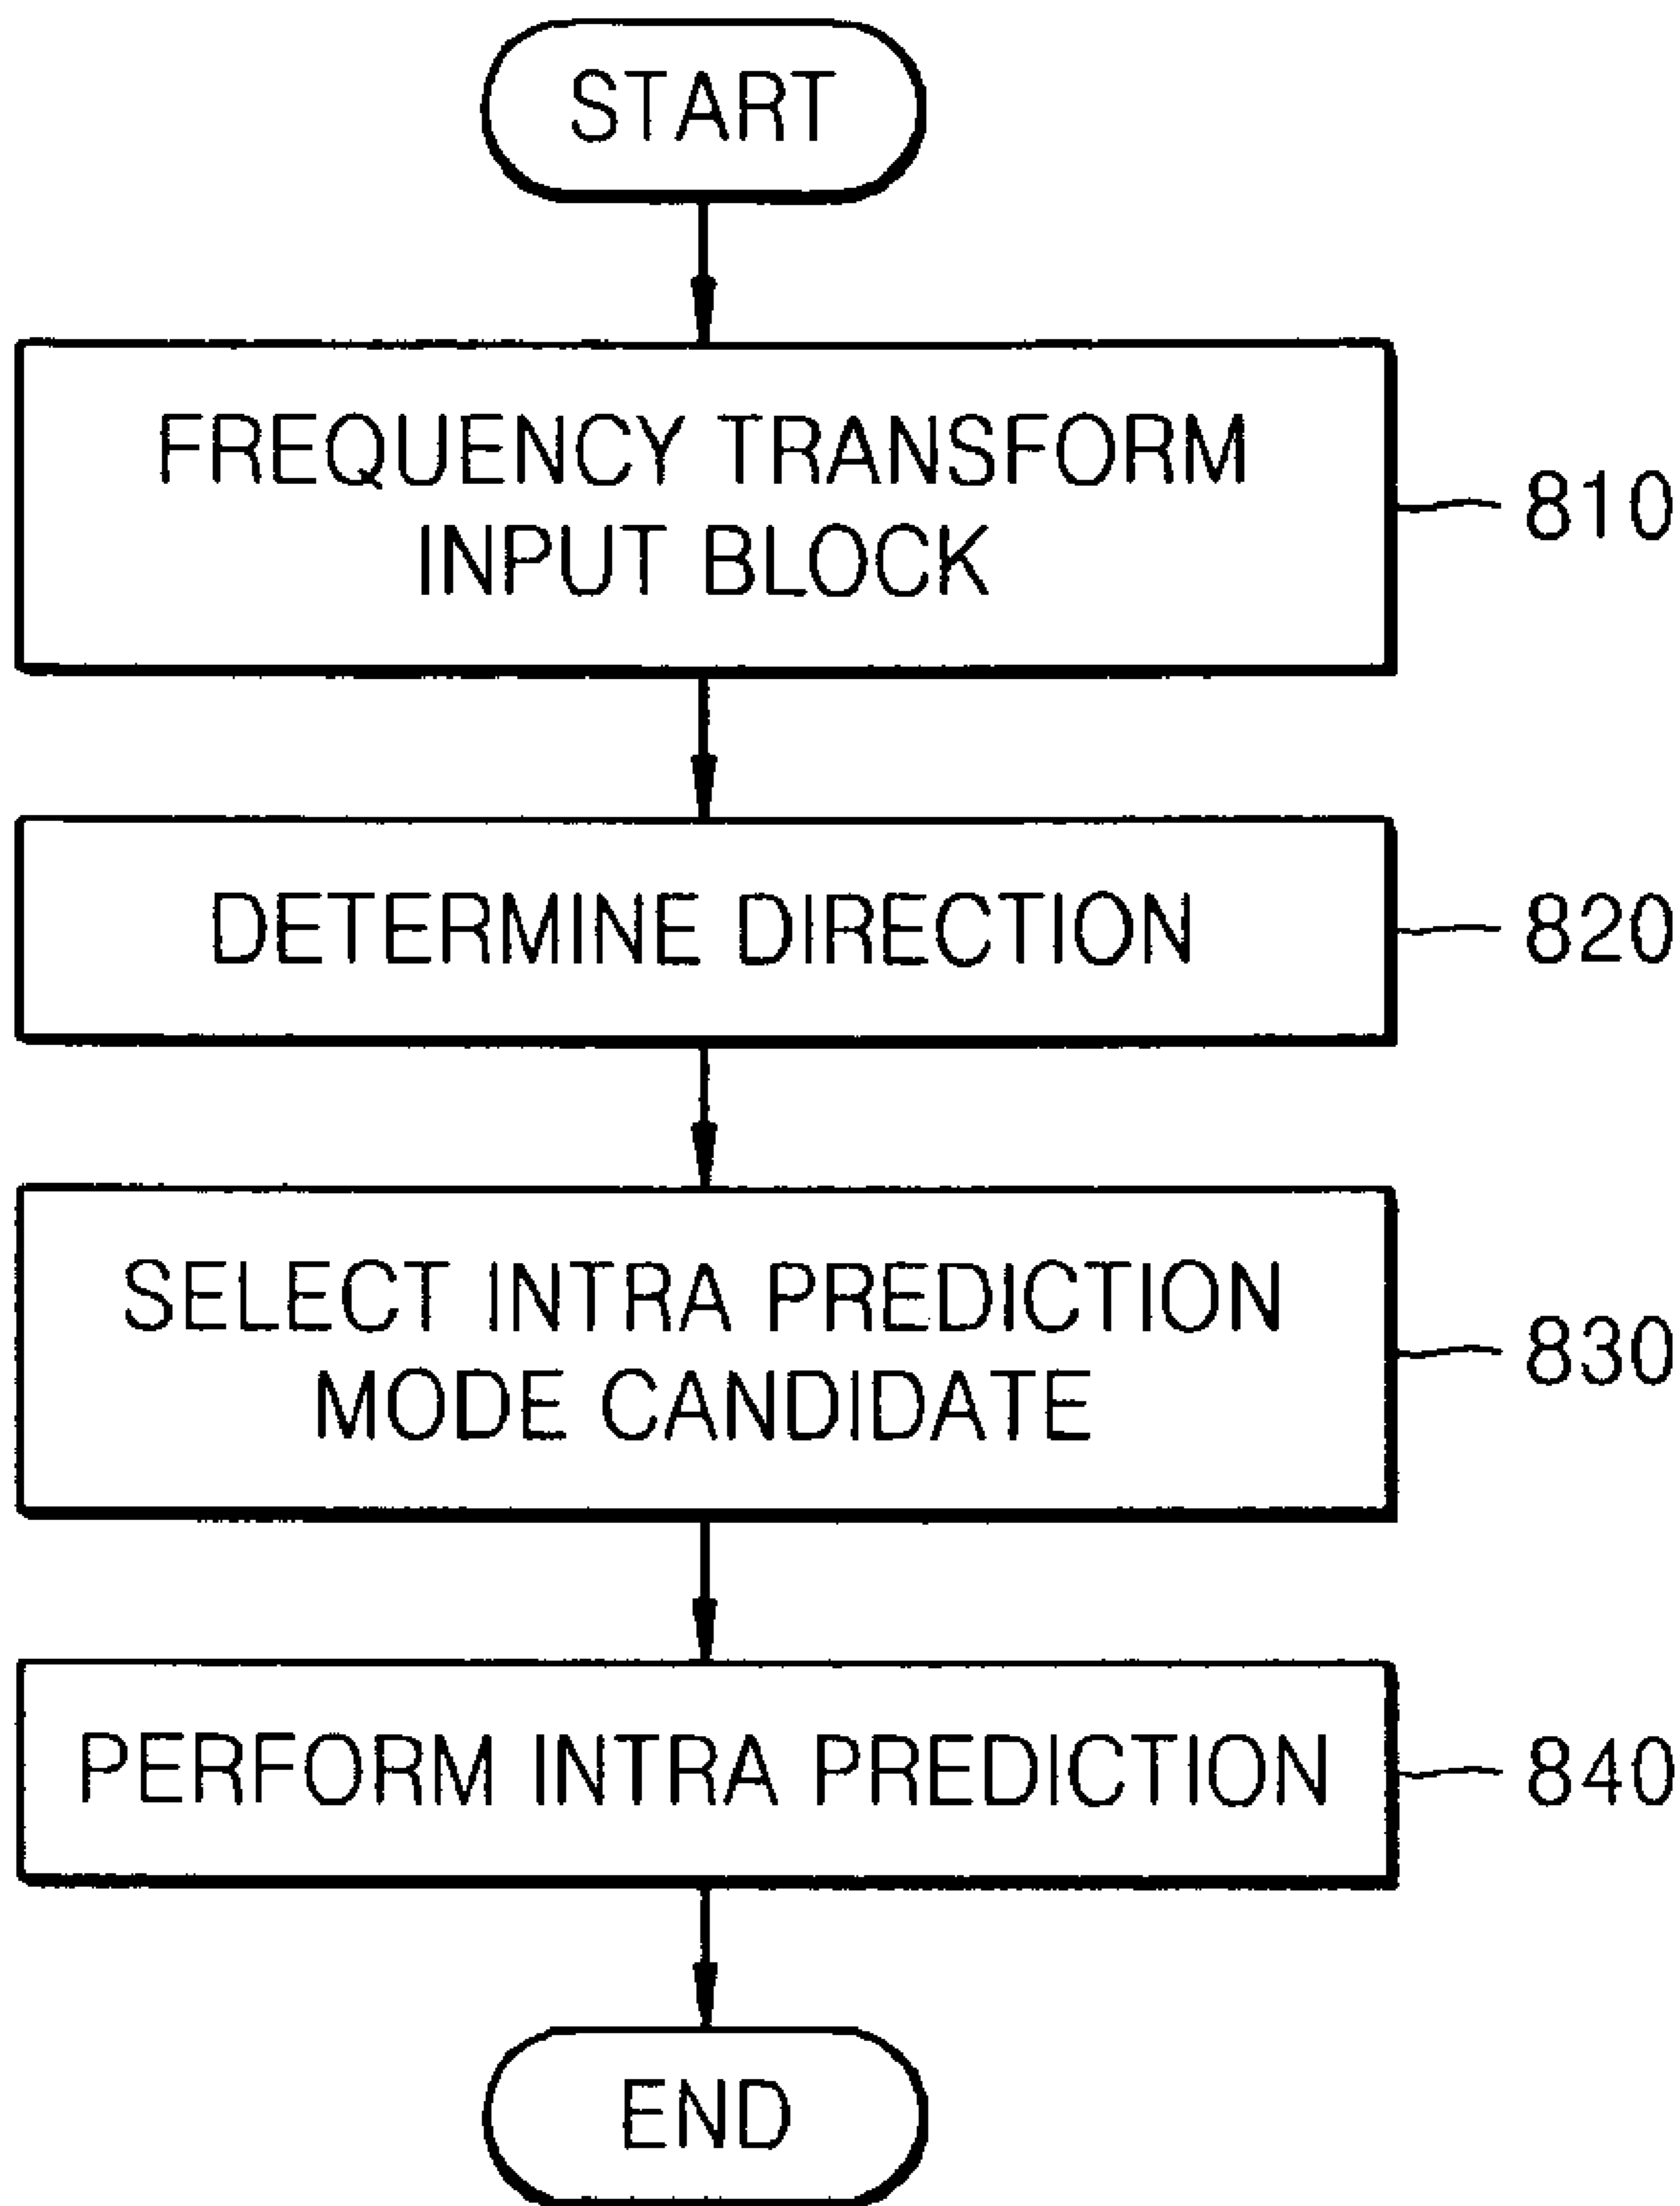 START
FREQUENCY TRANSFORM
INPUT BLOCK
810
DETERMINE DIRECTION
820
SELECT INTRA PREDICTION
MODE CANDIDATE
830
PERFORM INTRA PREDICTION
840
END